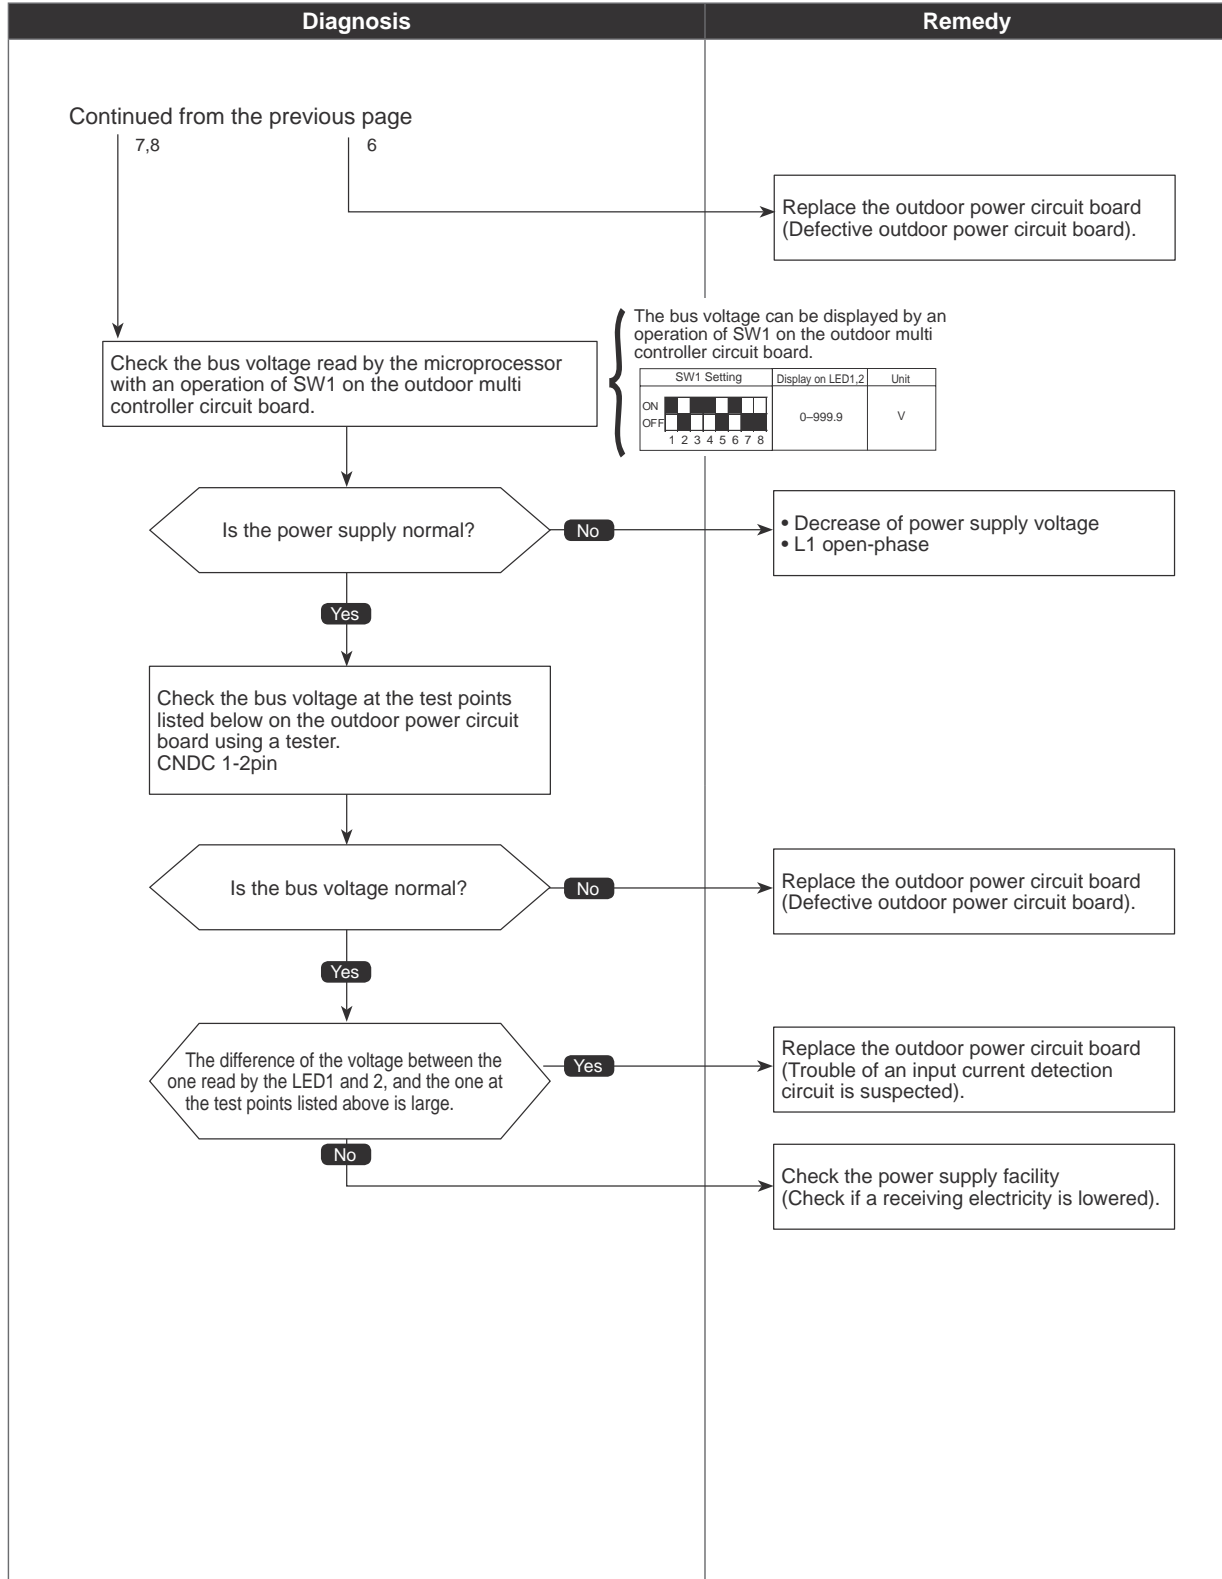 Diagnosis
Remedy
Continued from the previous page
7,8
6
Replace the outdoor power circuit board
(Defective outdoor power circuit board).
The bus voltage can be displayed by an
operation of SW1 on the outdoor multi
controller circuit board.
Check the bus voltage read by the microprocessor
with an operation of SW1 on the outdoor multi
controller circuit board.
SW1 Setting
Display on LED1,2
Unit
ON
OFF
1 2 3 4 5 6 7 8
0–999.9
V
Is the power supply normal?
No
• Decrease of power supply voltage
• L1 open-phase
Yes
Check the bus voltage at the test points
listed below on the outdoor power circuit
board using a tester.
CNDC 1-2pin
Is the bus voltage normal?
No
Replace the outdoor power circuit board
(Defective outdoor power circuit board).
Yes
The difference of the voltage between the
one read by the LED1 and 2, and the one at
the test points listed above is large.
Yes
Replace the outdoor power circuit board
(Trouble of an input current detection
circuit is suspected).
No
Check the power supply facility
(Check if a receiving electricity is lowered).